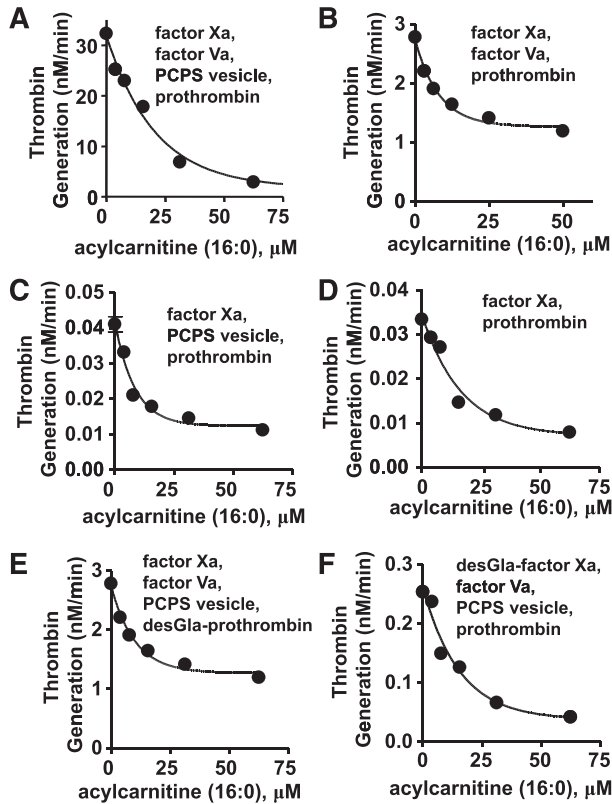 A
factor Xa,
factor Va,
PCPS vesicle,
prothrombin
Thrombin
Generation (nM/min)
30
20
10
0
0
25
50
75
acylcarnitine (16:0), μM
B
factor Xa,
factor Va,
prothrombin
Thrombin
Generation (nM/min)
3
2
1
0
0
25
50
acylcarnitine (16:0), μM
C
factor Xa,
PCPS vesicle,
prothrombin
Thrombin
Generation (nM/min)
0.05
0.04
0.03
0.02
0.01
0.00
0
25
50
75
acylcarnitine (16:0), μM
D
factor Xa,
prothrombin
Thrombin
Generation (nM/min)
0.04
0.03
0.02
0.01
0.00
0
25
50
75
acylcarnitine (16:0), μM
E
factor Xa,
factor Va,
PCPS vesicle,
desGla-prothrombin
Thrombin
Generation (nM/min)
3
2
1
0
0
25
50
75
acylcarnitine (16:0), μM
F
desGla-factor Xa,
factor Va,
PCPS vesicle,
prothrombin
Thrombin
Generation (nM/min)
0.3
0.2
0.1
0.0
0
25
50
75
acylcarnitine (16:0), μM